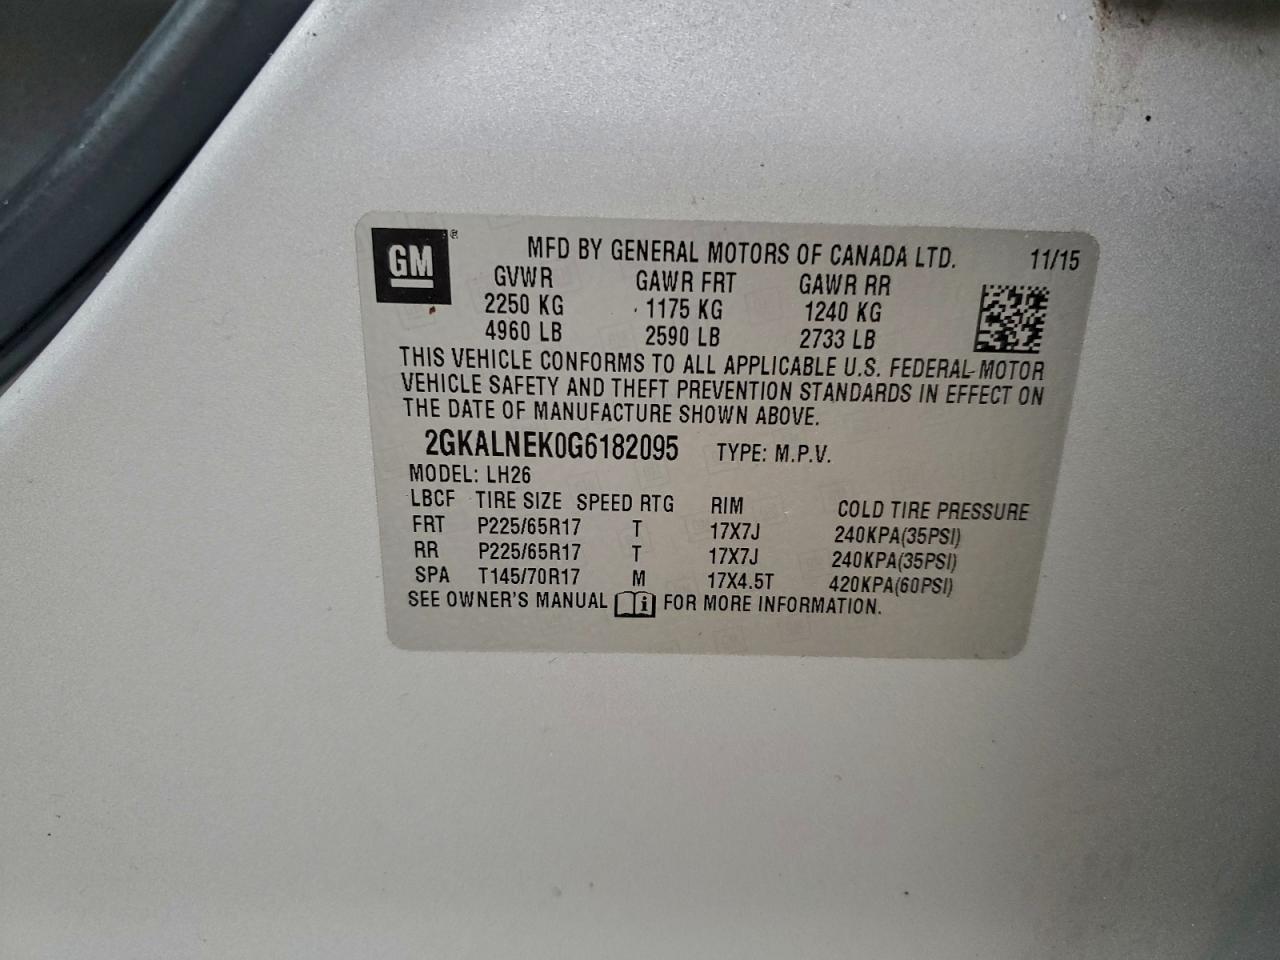 GM ®
MFD BY GENERAL MOTORS OF CANADA LTD. 11/15
GVWR GAWR FRT GAWR RR
2250 KG 1175 KG 1240 KG
4960 LB 2590 LB 2733 LB
THIS VEHICLE CONFORMS TO ALL APPLICABLE U.S. FEDERAL MOTOR
VEHICLE SAFETY AND THEFT PREVENTION STANDARDS IN EFFECT ON
THE DATE OF MANUFACTURE SHOWN ABOVE.
2GKALNEK0G6182095 TYPE: M.P.V.
MODEL: LH26
LBCF TIRE SIZE SPEED RTG RIM COLD TIRE PRESSURE
FRT P225/65R17 T 17X7J 240KPA(35PSI)
RR P225/65R17 T 17X7J 240KPA(35PSI)
SPA T145/70R17 M 17X4.5T 420KPA(60PSI)
SEE OWNER'S MANUAL i FOR MORE INFORMATION.